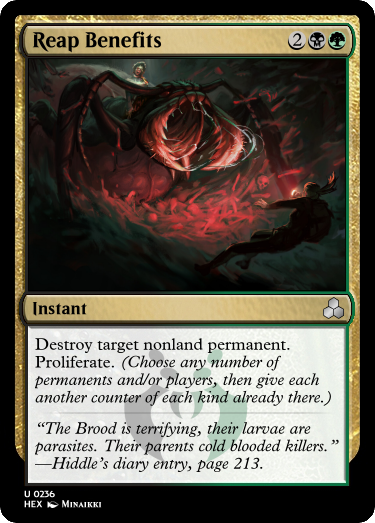 Reap Benefits 2
Instant
Destroy target nonland permanent.
Proliferate. (Choose any number of
permanents and/or players, then give each
another counter of each kind already there.)
“The Brood is terrifying, their larvae are
parasites. Their parents cold blooded killers.”
—Hiddle’s diary entry, page 213.
U 0236
HEX Minaikki